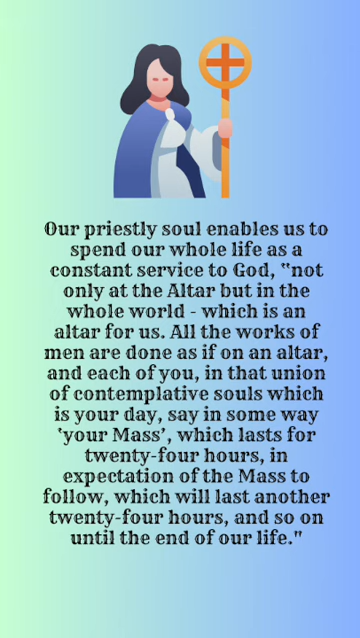 Our priestly soul enables us to
spend our whole life as a
constant service to God, "not
only at the Altar but in the
whole world - which is an
altar for us. All the works of
men are done as if on an altar,
and each of you, in that union
of contemplative souls which
is your day, say in some way
'your Mass', which lasts for
twenty-four hours, in
expectation of the Mass to
follow, which will last another
twenty-four hours, and so on
until the end of our life."